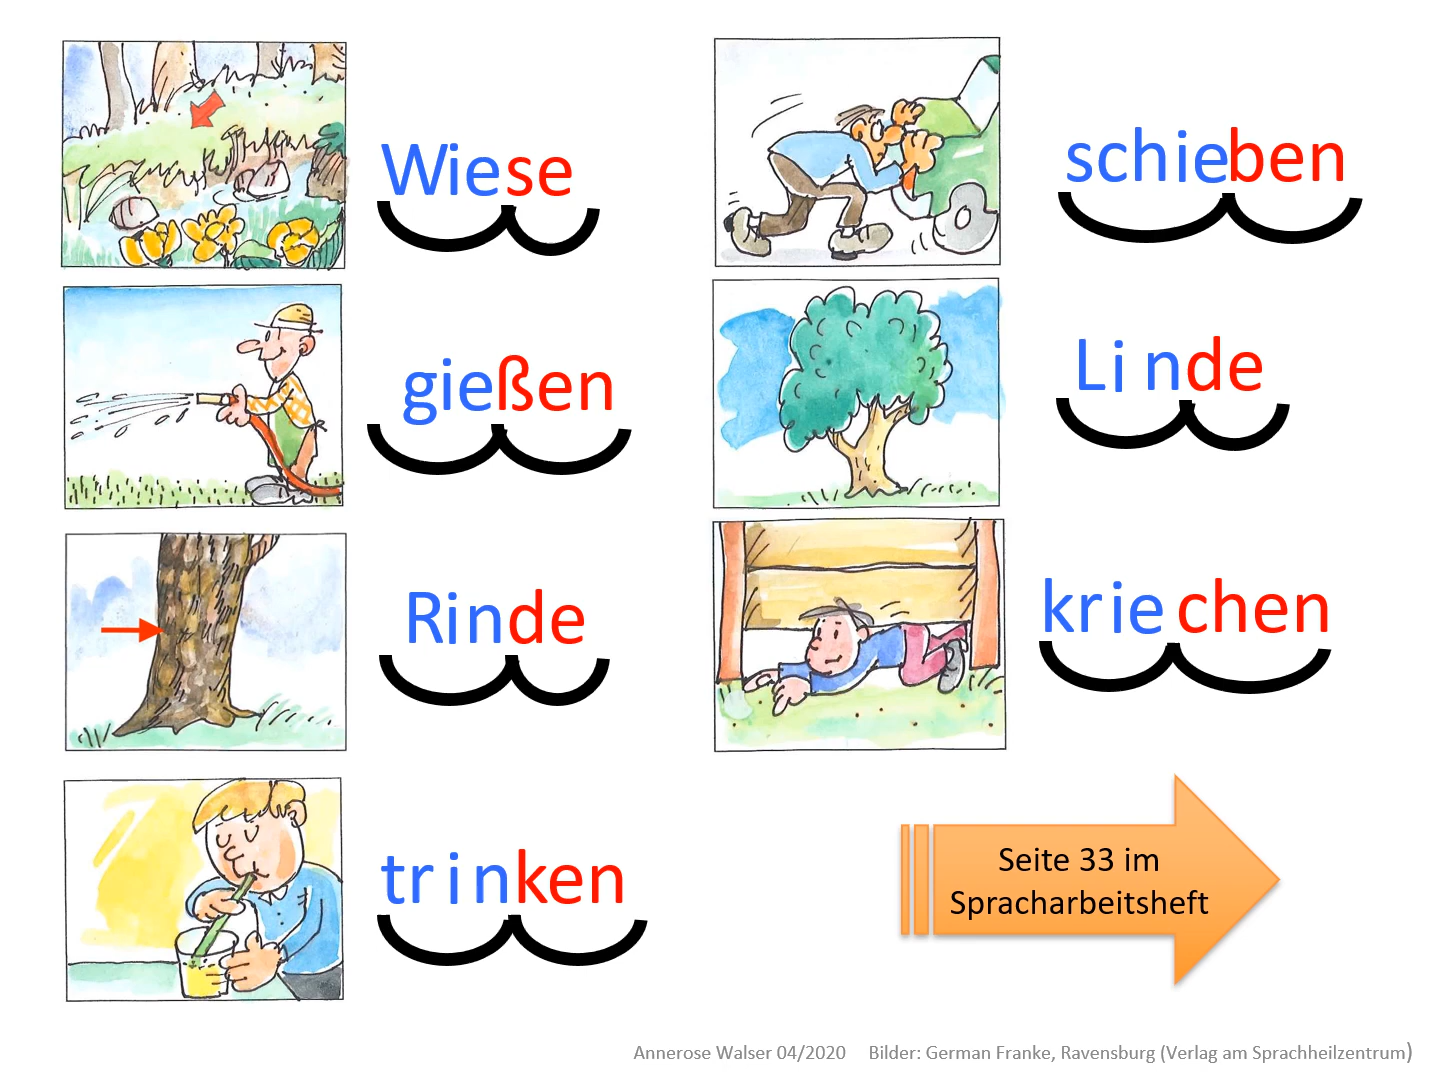 Wiese
schieben
gießen
Linde
Rinde
kriechen
trinken
Seite 33 im
Spracharbeitsheft
Annerose Walser 04/2020 Bilder: German Franke, Ravensburg (Verlag am Sprachheilzentrum)